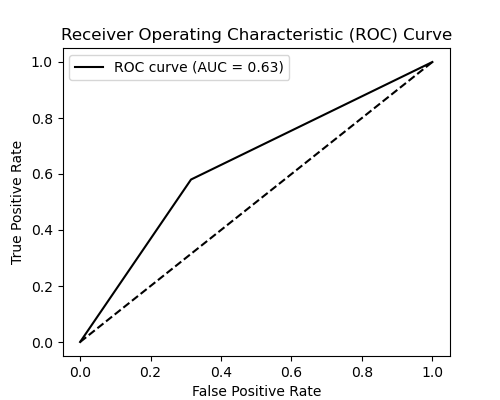 Receiver Operating Characteristic (ROC) Curve
ROC curve (AUC = 0.63)
True Positive Rate
1.0
0.8
0.6
0.4
0.2
0.0
0.0 0.2 0.4 0.6 0.8 1.0
False Positive Rate